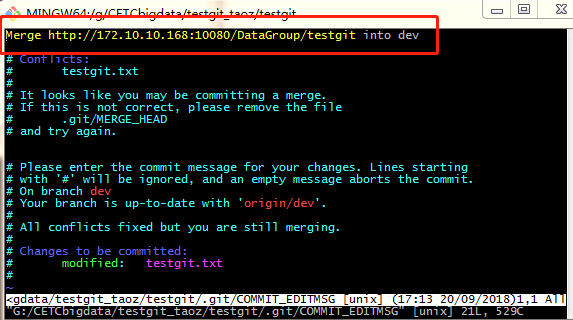 MINGW64:/g/CETCbigdata/testgit_taoz/testgit
Merge http://172.10.10.168:10080/DataGroup/testgit into dev
# Conflicts:
#       testgit.txt
#
# It looks like you may be committing a merge.
# If this is not correct, please remove the file
#       .git/MERGE_HEAD
# and try again.
# Please enter the commit message for your changes. Lines starting
# with '#' will be ignored, and an empty message aborts the commit.
# On branch dev
# Your branch is up-to-date with 'origin/dev'.
#
# All conflicts fixed but you are still merging.
#
# Changes to be committed:
#       modified:   testgit.txt
#
~
<gdata/testgit_taoz/testgit/.git/COMMIT_EDITMSG [unix] (17:13 20/09/2018)1,1 All
"G:/CETCbigdata/testgit_taoz/testgit/.git/COMMIT_EDITMSG" [unix] 21L, 529C